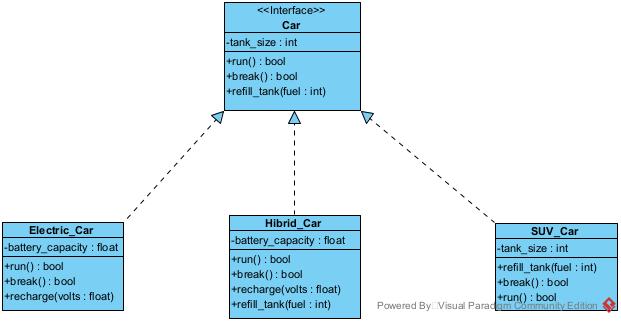 <<Interface>>
Car
-tank_size : int
+run() : bool
+break() : bool
+refill_tank(fuel : int)
Electric_Car
-battery_capacity : float
+run() : bool
+break() : bool
+recharge(volts : float)
Hibrid_Car
-battery_capacity : float
+run() : bool
+break() : bool
+recharge(volts : float)
+refill_tank(fuel : int)
SUV_Car
-tank_size : int
+refill_tank(fuel : int)
+break() : bool
+run() : bool
Powered By Visual Paradigm Community Edition